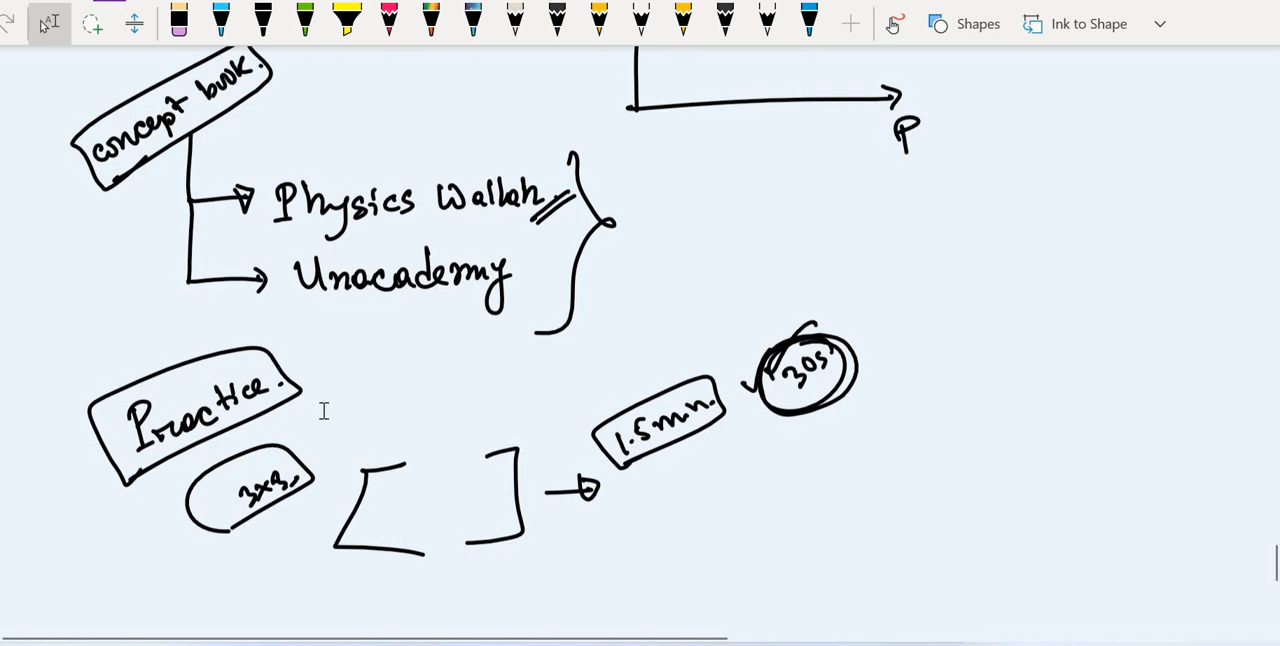 Shapes
Ink to Shape
concept book.
P
Physics Wallah
Unacademy
Practice.
30s
1.5 min.
3x3